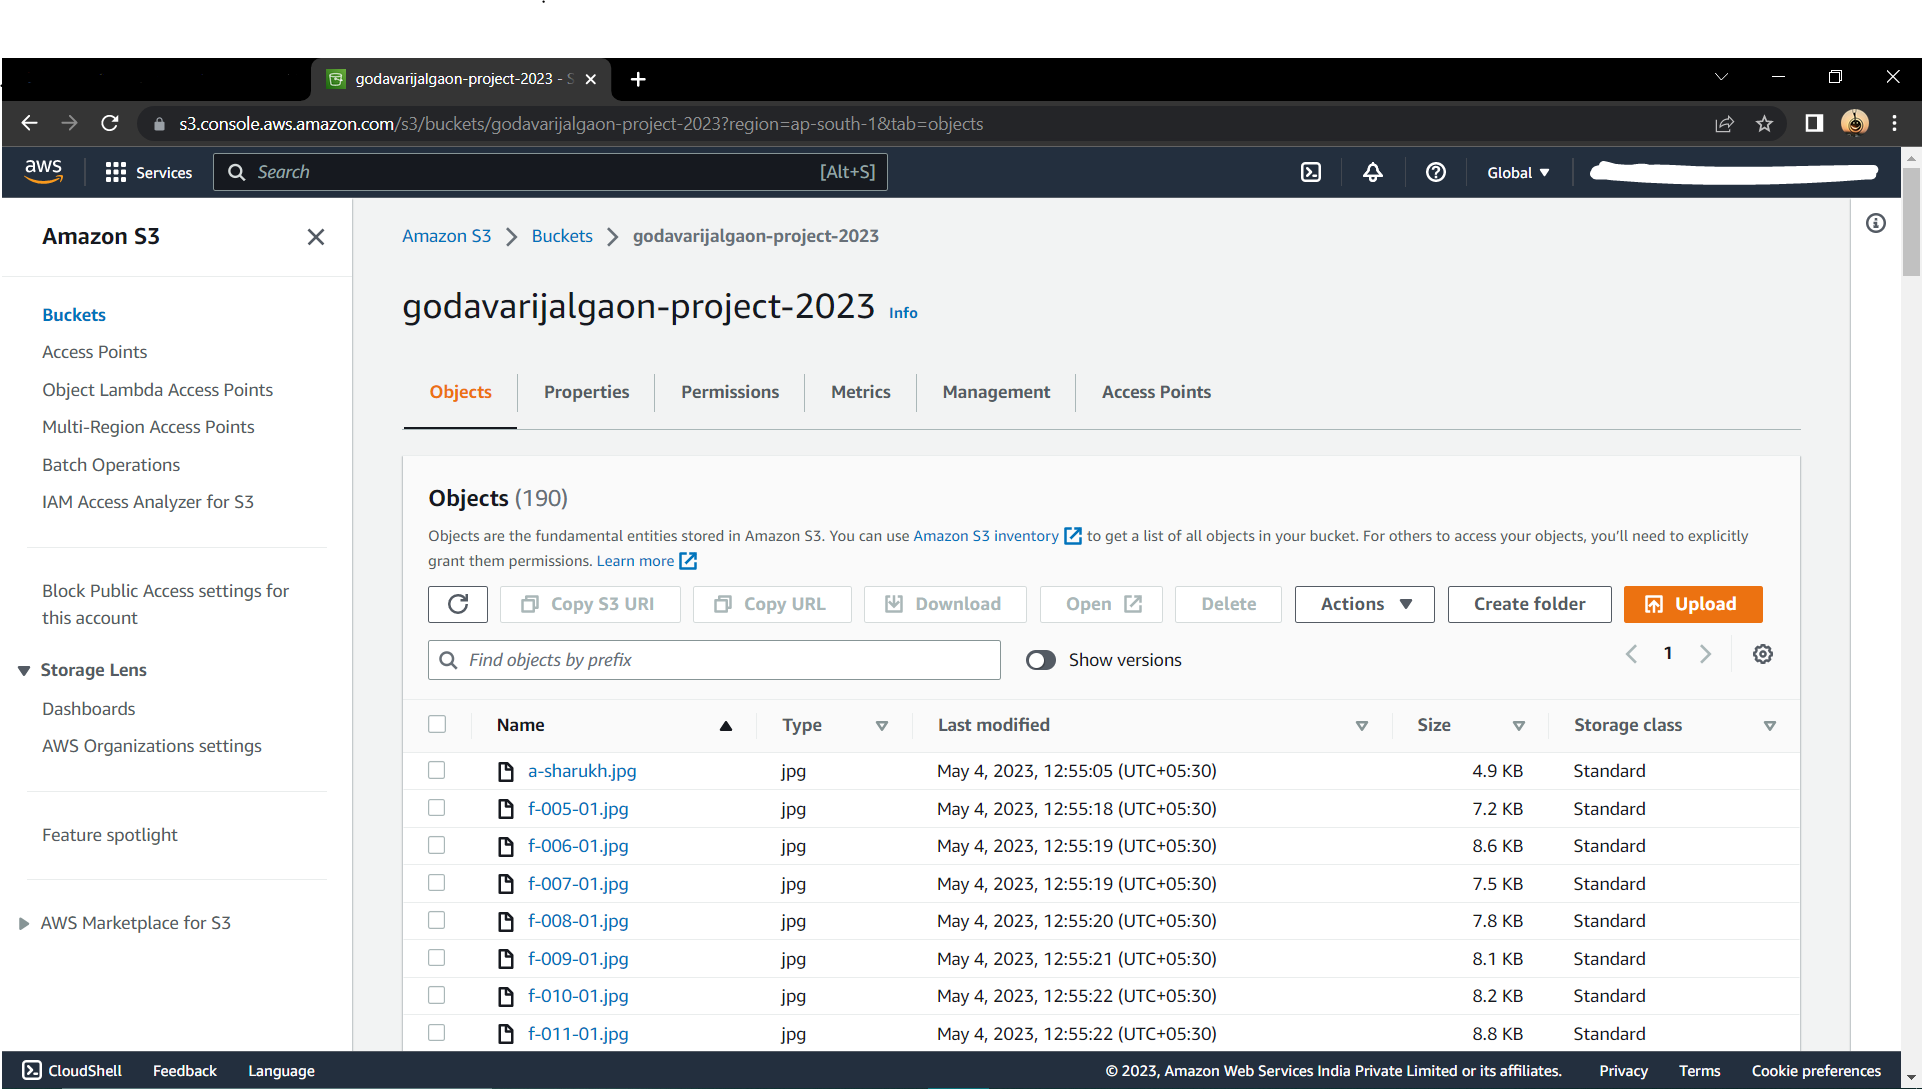 godavarijalgaon-project-2023 - S
s3.console.aws.amazon.com/s3/buckets/godavarijalgaon-project-2023?region=ap-south-1&tab=objects
aws Services Search [Alt+S] Global
Amazon S3
Buckets
Access Points
Object Lambda Access Points
Multi-Region Access Points
Batch Operations
IAM Access Analyzer for S3
Block Public Access settings for
this account
Storage Lens
Dashboards
AWS Organizations settings
Feature spotlight
AWS Marketplace for S3
Amazon S3 Buckets godavarijalgaon-project-2023
godavarijalgaon-project-2023 Info
Objects Properties Permissions Metrics Management Access Points
Objects (190)
Objects are the fundamental entities stored in Amazon S3. You can use Amazon S3 inventory to get a list of all objects in your bucket. For others to access your objects, you'll need to explicitly
grant them permissions. Learn more
Copy S3 URI Copy URL Download Open Delete Actions Create folder Upload
Find objects by prefix Show versions 1
Name Type Last modified Size Storage class
a-sharukh.jpg jpg May 4, 2023, 12:55:05 (UTC+05:30) 4.9 KB Standard
f-005-01.jpg jpg May 4, 2023, 12:55:18 (UTC+05:30) 7.2 KB Standard
f-006-01.jpg jpg May 4, 2023, 12:55:19 (UTC+05:30) 8.6 KB Standard
f-007-01.jpg jpg May 4, 2023, 12:55:19 (UTC+05:30) 7.5 KB Standard
f-008-01.jpg jpg May 4, 2023, 12:55:20 (UTC+05:30) 7.8 KB Standard
f-009-01.jpg jpg May 4, 2023, 12:55:21 (UTC+05:30) 8.1 KB Standard
f-010-01.jpg jpg May 4, 2023, 12:55:22 (UTC+05:30) 8.2 KB Standard
f-011-01.jpg jpg May 4, 2023, 12:55:22 (UTC+05:30) 8.8 KB Standard
CloudShell Feedback Language © 2023, Amazon Web Services India Private Limited or its affiliates. Privacy Terms Cookie preferences